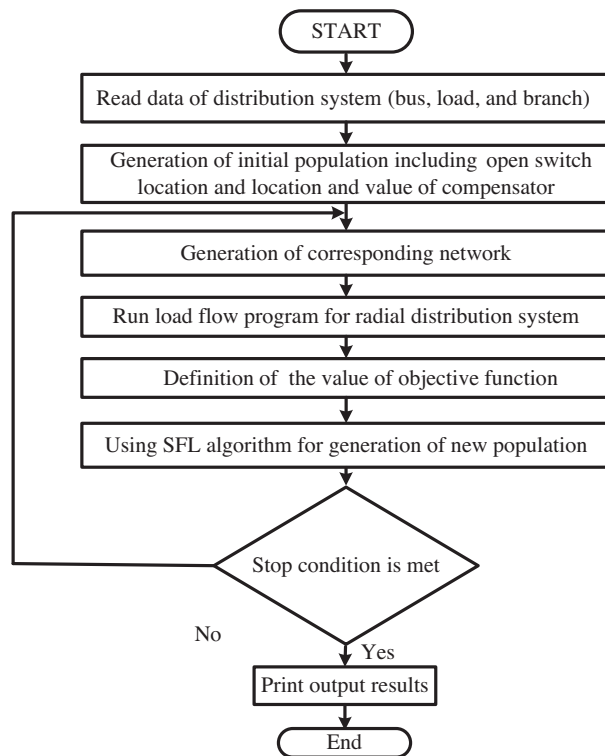 START
Read data of distribution system (bus, load, and branch)
Generation of initial population including open switch
location and location and value of compensator
Generation of corresponding network
Run load flow program for radial distribution system
Definition of the value of objective function
Using SFL algorithm for generation of new population
Stop condition is met
No
Yes
Print output results
End